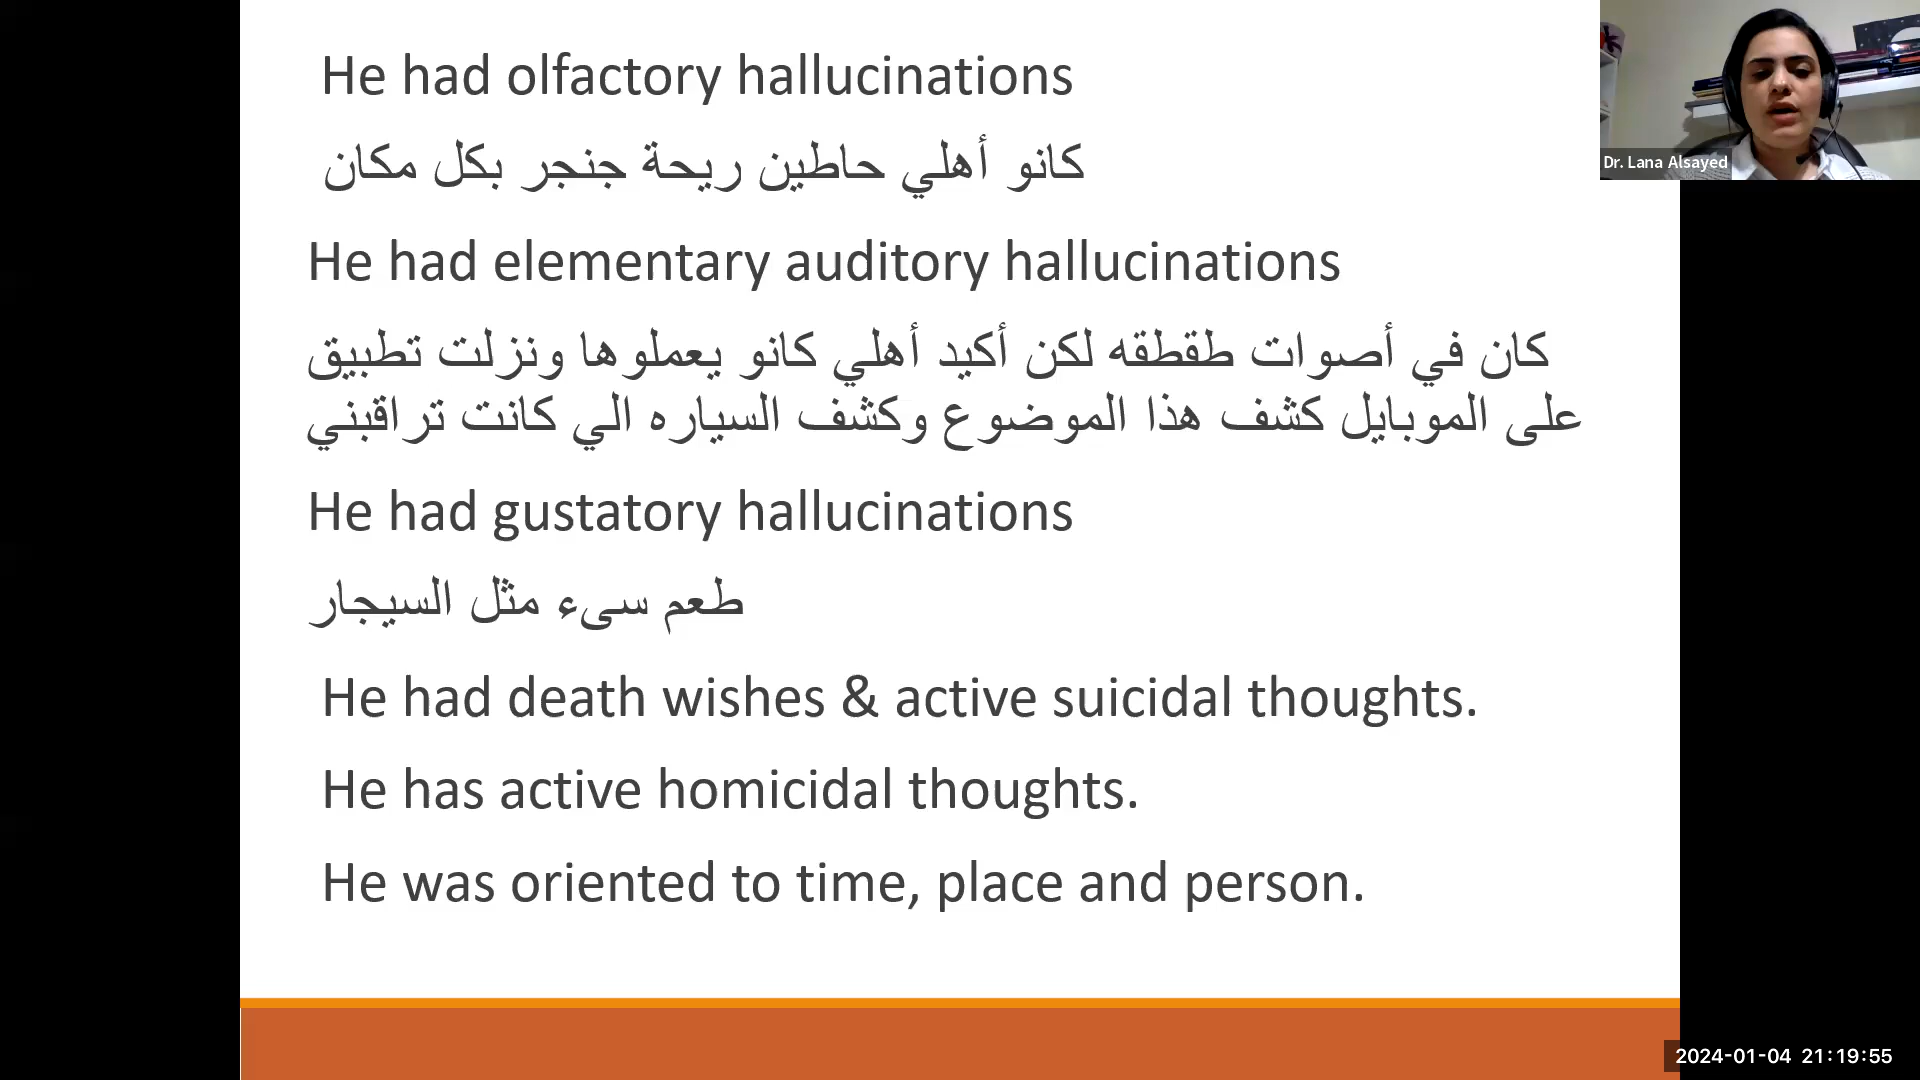 He had olfactory hallucinations
كانو أهلي حاطين ريحة جنجر بكل مكان
He had elementary auditory hallucinations
كان في أصوات طقطقه لكن أكيد أهلي كانو يعملوها ونزلت تطبيق
على الموبايل كشف هذا الموضوع وكشف السياره الي كانت تراقبني
He had gustatory hallucinations
طعم سىء مثل السيجار
He had death wishes & active suicidal thoughts.
He has active homicidal thoughts.
He was oriented to time, place and person.
Dr. Lana Alsayed
2024-01-04 21:19:55